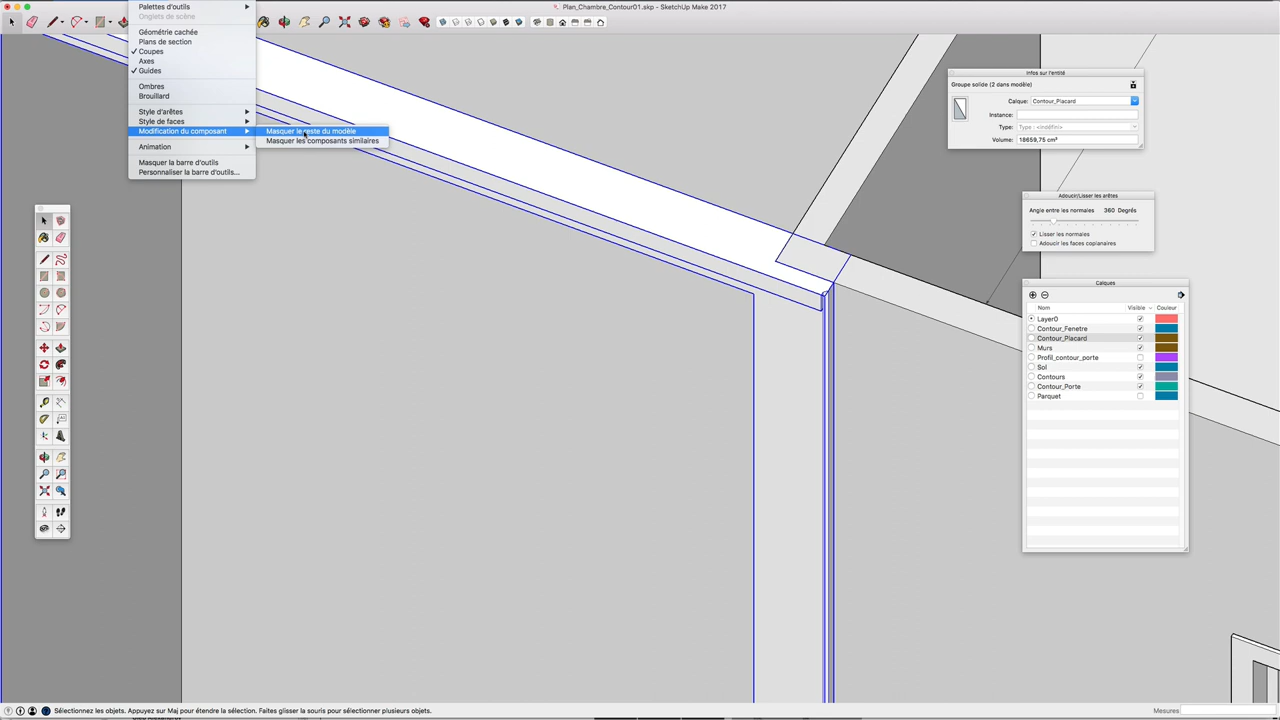 Plan_Chambre_Contour01.skp - SketchUp Make 2017
Palettes d'outils
Onglets de scène
Géométrie cachée
Plans de section
Coupes
Axes
Guides
Ombres
Brouillard
Style d'arêtes
Style de faces
Modification du composant
Masquer le reste du modèle
Masquer les composants similaires
Animation
Masquer la barre d'outils
Personnaliser la barre d'outils...
Infos sur l'entité
Groupe solide (2 dans modèle)
Calque: Contour_Placard
Instance:
Type: Type : <indéfini>
Volume: 18659,75 cm³
Adoucir/Lisser les arêtes
Angle entre les normales 360 Degrés
Lisser les normales
Adoucir les faces coplanaires
Calques
Nom Visible Couleur
Layer0
Contour_Fenetre
Contour_Placard
Murs
Profil_contour_porte
Sol
Contours
Contour_Porte
Parquet
Sélectionnez les objets. Appuyez sur Maj pour étendre la sélection. Faites glisser la souris pour sélectionner plusieurs objets.
Mesures